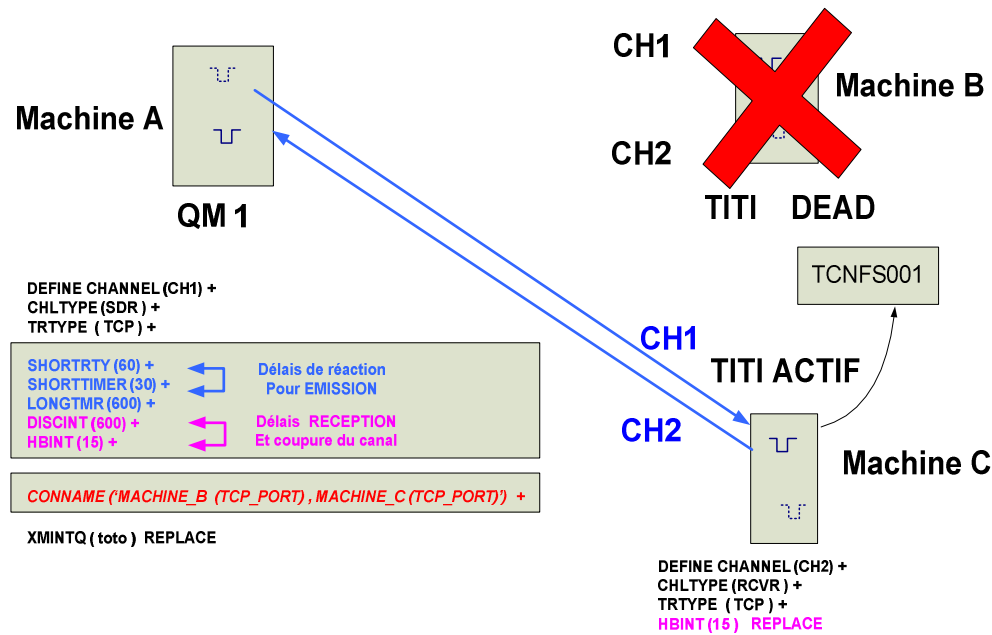 CH1
Machine B
Machine A
CH2
TITI DEAD
QM 1
TCNFS001
DEFINE CHANNEL (CH1) +
CHLTYPE (SDR) +
TRTYPE ( TCP) +
CH1
SHORTRTY (60) +
SHORTTIMER (30) +
LONGTMR (600) +
DISCINT (600) +
HBINT (15) +
Délais de réaction
Pour EMISSION
Délais RECEPTION
Et coupure du canal
TITI ACTIF
CH2
Machine C
CONNAME (‘MACHINE_B (TCP_PORT) , MACHINE_C (TCP_PORT)’) +
XMINTQ ( toto ) REPLACE
DEFINE CHANNEL (CH2) +
CHLTYPE (RCVR) +
TRTYPE ( TCP) +
HBINT (15 ) REPLACE